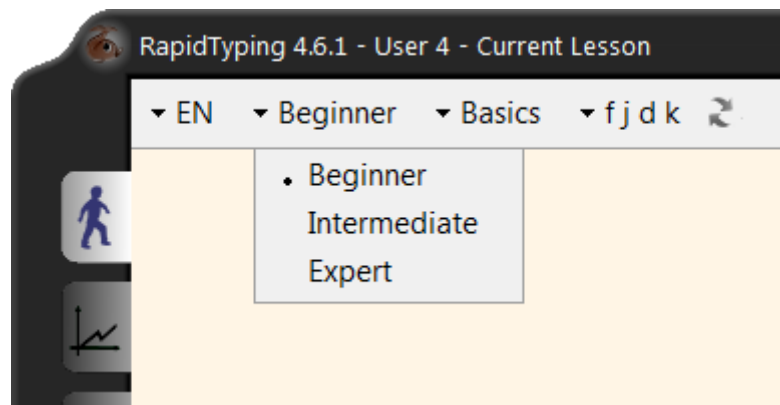 RapidTyping 4.6.1 - User 4 - Current Lesson
EN Beginner Basics f j d k
Beginner
Intermediate
Expert